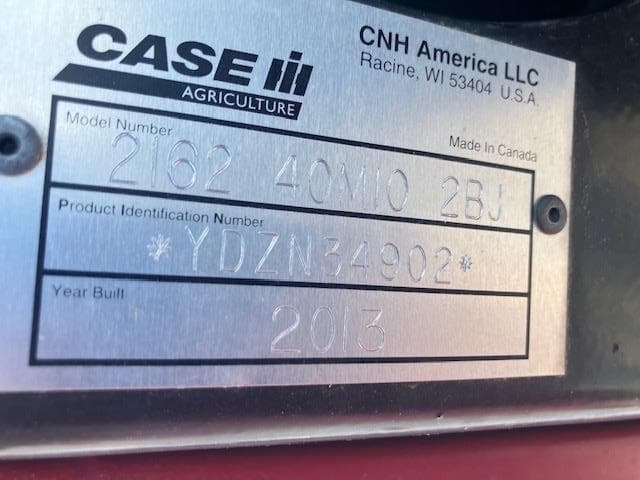 CASE IH
AGRICULTURE
CNH America LLC
Racine, WI 53404 U.S.A.
Model Number
Made In Canada
2162 40M10 2BJ
Product Identification Number
*YDZN34902*
Year Built
2013